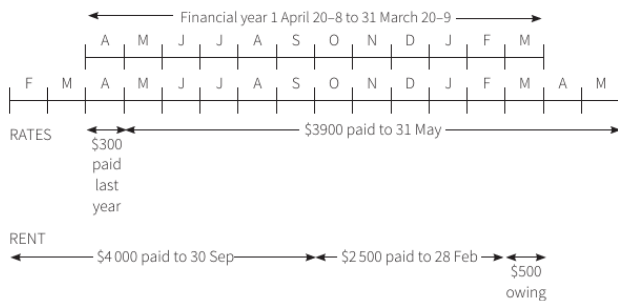 Financial year 1 April 20–8 to 31 March 20–9
A M J J A S O N D J F M
F M A M J J A S O N D J F M A M
RATES
$3900 paid to 31 May
$300
paid
last
year
RENT
$4 000 paid to 30 Sep
$2 500 paid to 28 Feb
$500
owing